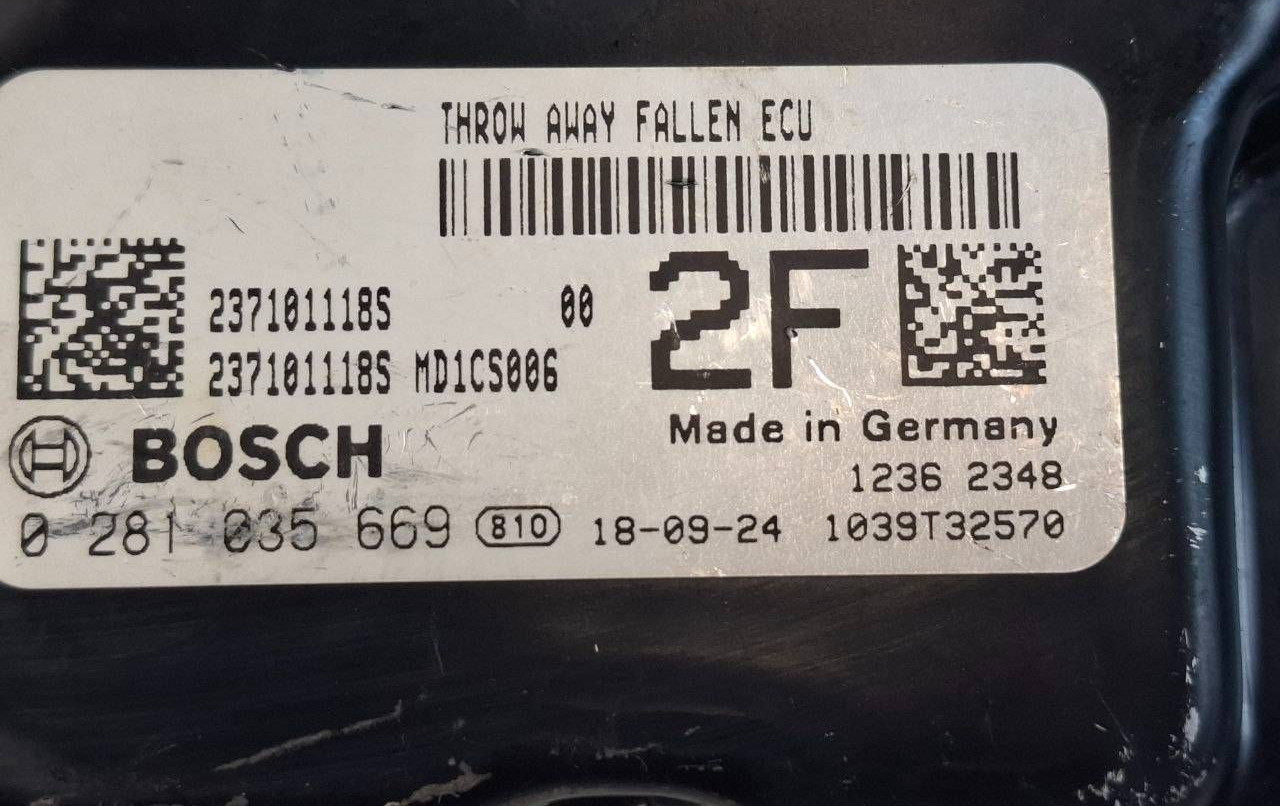 THROW AWAY FALLEN ECU
237101118S 00
237101118S MD1CS006
2F
BOSCH
Made in Germany
1236 2348
0 281 035 669 810 18-09-24 1039T32570